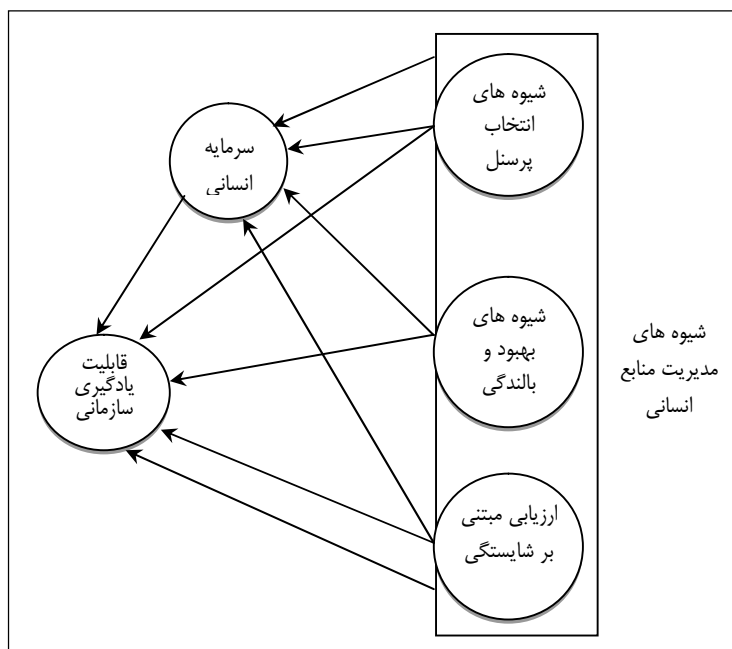 شیوه های
انتخاب
پرسنل
سرمایه
انسانی
شیوه های
بهبود و
بالندگی
شیوه های
مدیریت منابع
انسانی
قابلیت
یادگیری
سازمانی
ارزیابی مبتنی
بر شایستگی